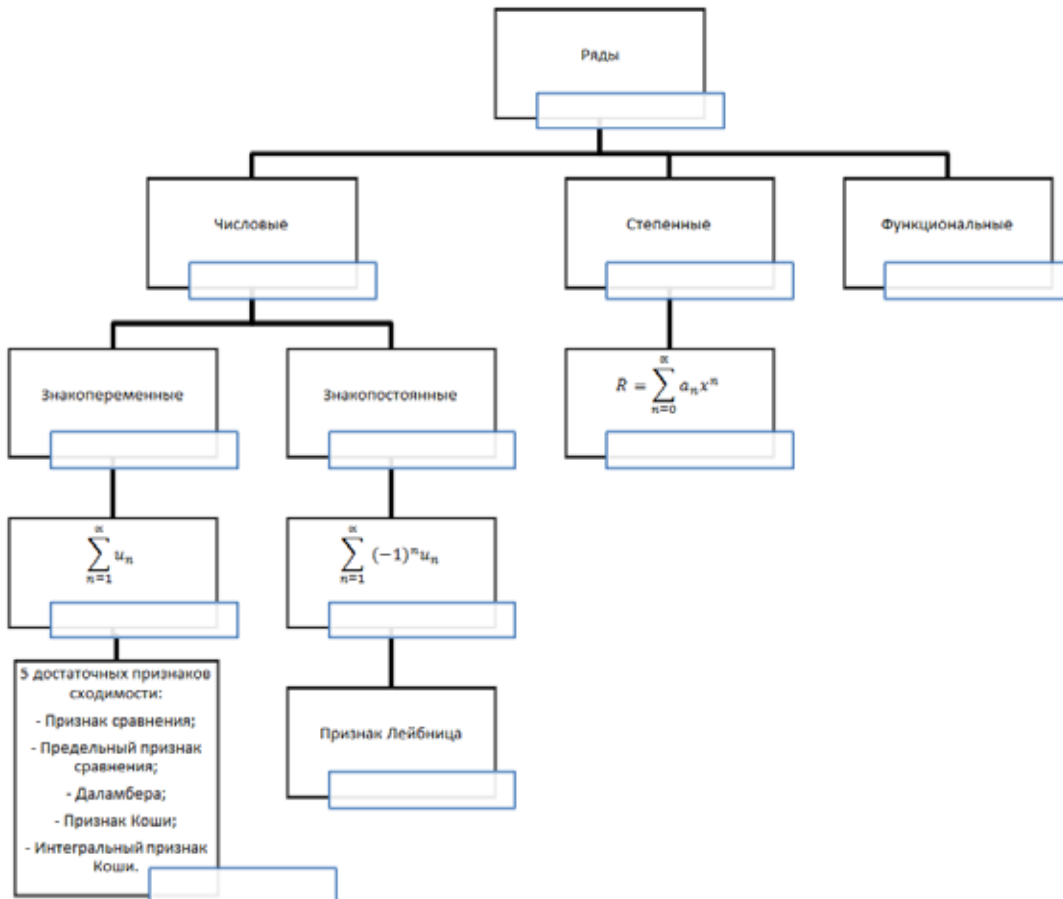 Ряды
Числовые
Степенные
Функциональные
Знакопеременные
Знакопостоянные
R = ∑_{n=0}^{∝} a_n x^n
∑_{n=1}^{∝} u_n
∑_{n=1}^{∝} (−1)^n u_n
5 достаточных признаков
сходимости:
- Признак сравнения;
- Предельный признак
сравнения;
- Даламбера;
- Признак Коши;
- Интегральный признак
Коши.
Признак Лейбница